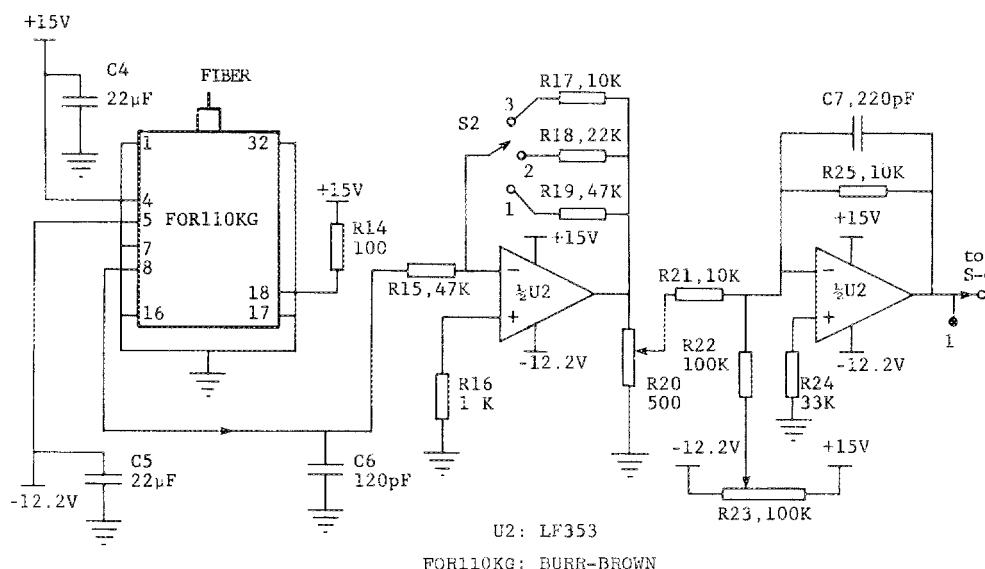 +15V
C4
22µF
FIBER
1
32
4
5
FOR110KG
7
8
18
16
17
+15V
R14
100
S2
3
2
1
R17,10K
R18,22K
R19,47K
+15V
R15,47K
½U2
-12.2V
R16
1 K
R20
500
R21,10K
R22
100K
C7,220pF
R25,10K
+15V
½U2
-12.2V
R24
33K
to
1
-12.2V
+15V
R23,100K
C5
22µF
-12.2V
C6
120pF
U2: LF353
FOR110KG: BURR-BROWN